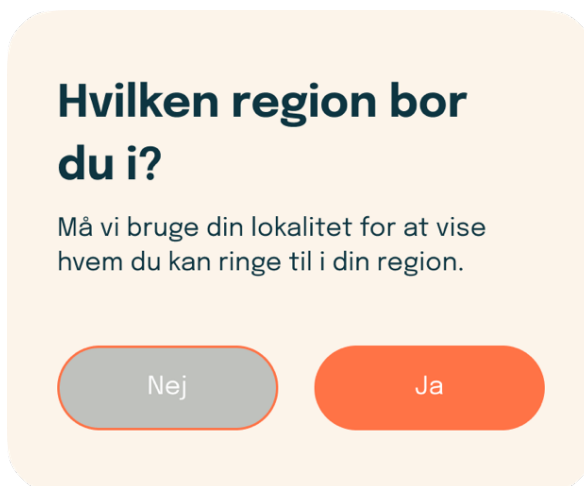 Hvilken region bor
du i?
Må vi bruge din lokalitet for at vise
hvem du kan ringe til i din region.
Nej
Ja